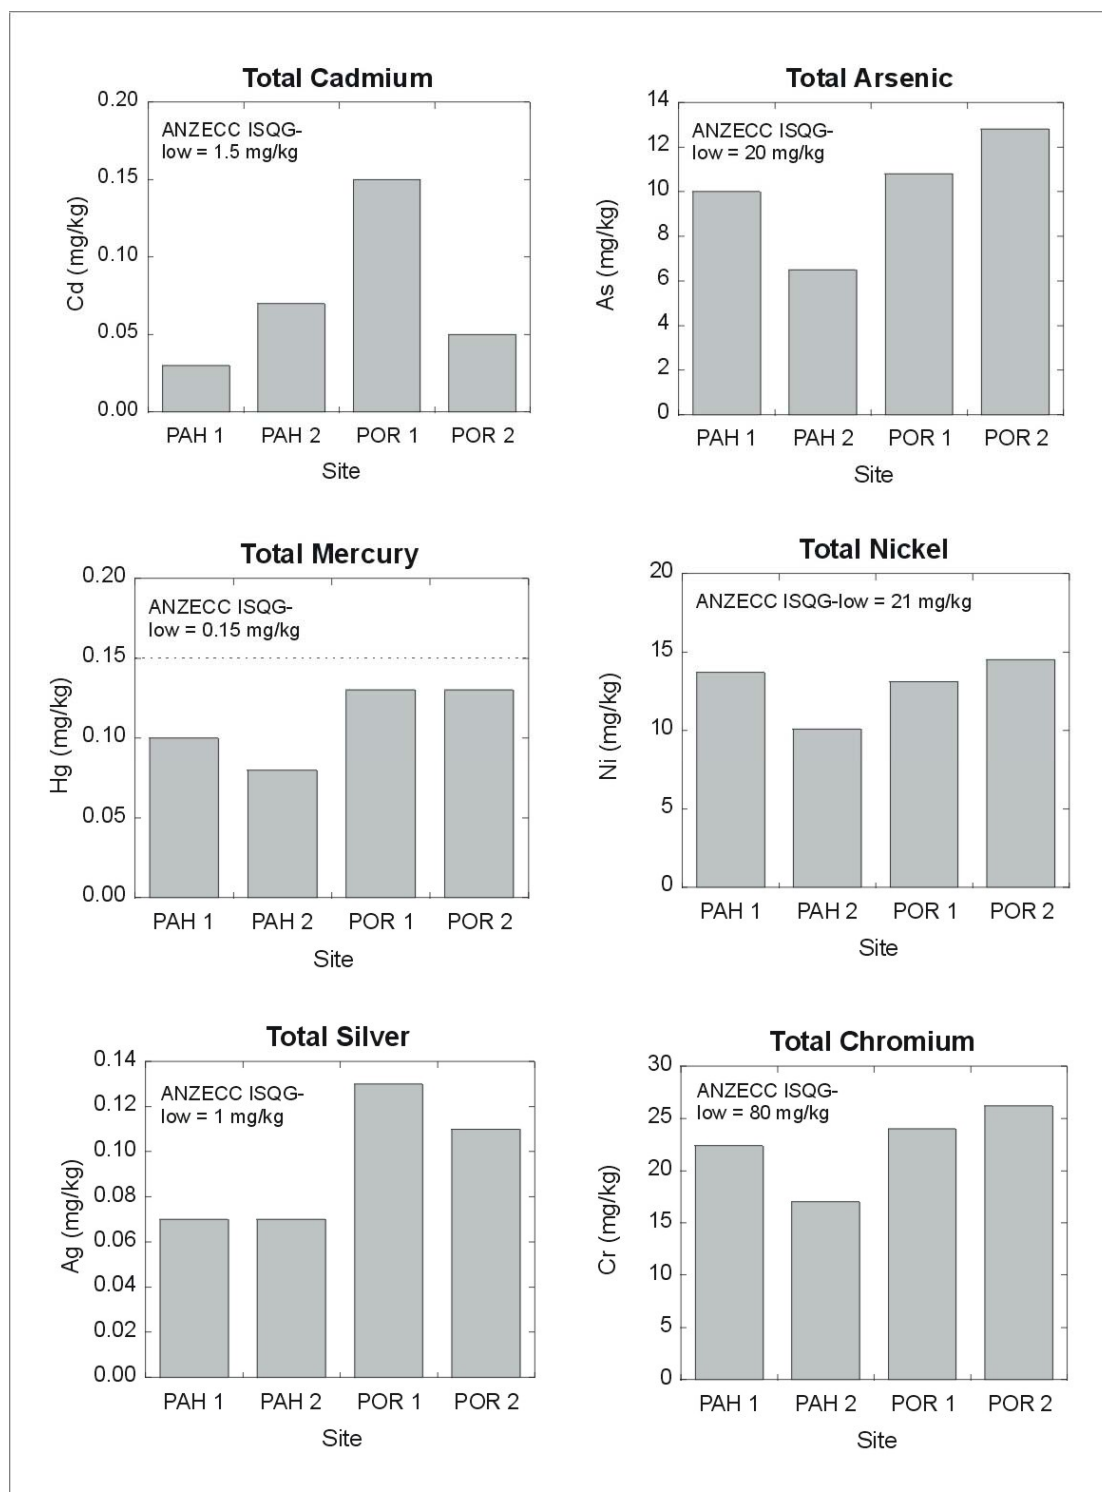 Total Cadmium
0.20
ANZECC ISQG-
low = 1.5 mg/kg
0.15
0.10
0.05
0.00
Cd (mg/kg)
PAH 1 PAH 2 POR 1 POR 2
Site
Total Arsenic
14
ANZECC ISQG-
low = 20 mg/kg
12
10
8
6
4
2
0
As (mg/kg)
PAH 1 PAH 2 POR 1 POR 2
Site
Total Mercury
0.20
ANZECC ISQG-
low = 0.15 mg/kg
0.15
0.10
0.05
0.00
Hg (mg/kg)
PAH 1 PAH 2 POR 1 POR 2
Site
Total Nickel
20
ANZECC ISQG-low = 21 mg/kg
15
10
5
0
Ni (mg/kg)
PAH 1 PAH 2 POR 1 POR 2
Site
Total Silver
0.14
ANZECC ISQG-
low = 1 mg/kg
0.12
0.10
0.08
0.06
0.04
0.02
0.00
Ag (mg/kg)
PAH 1 PAH 2 POR 1 POR 2
Site
Total Chromium
30
ANZECC ISQG-
low = 80 mg/kg
25
20
15
10
5
0
Cr (mg/kg)
PAH 1 PAH 2 POR 1 POR 2
Site